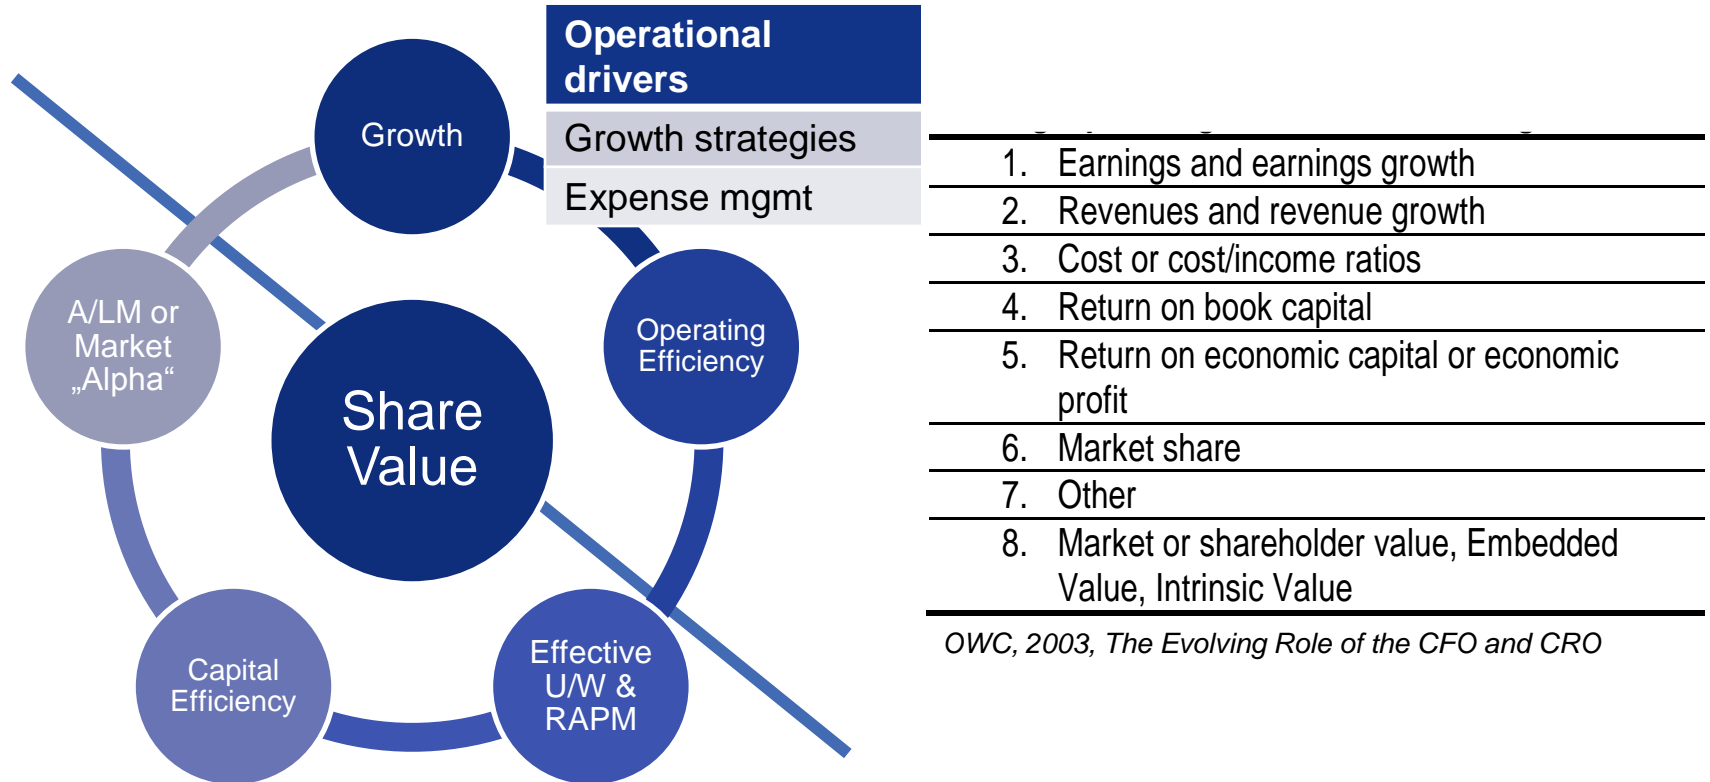 Operational
drivers
Growth strategies
Expense mgmt
Growth
Operating
Efficiency
Effective
U/W &
RAPM
Capital
Efficiency
A/LM or
Market
„Alpha“
Share
Value
1. Earnings and earnings growth
2. Revenues and revenue growth
3. Cost or cost/income ratios
4. Return on book capital
5. Return on economic capital or economic
profit
6. Market share
7. Other
8. Market or shareholder value, Embedded
Value, Intrinsic Value
OWC, 2003, The Evolving Role of the CFO and CRO